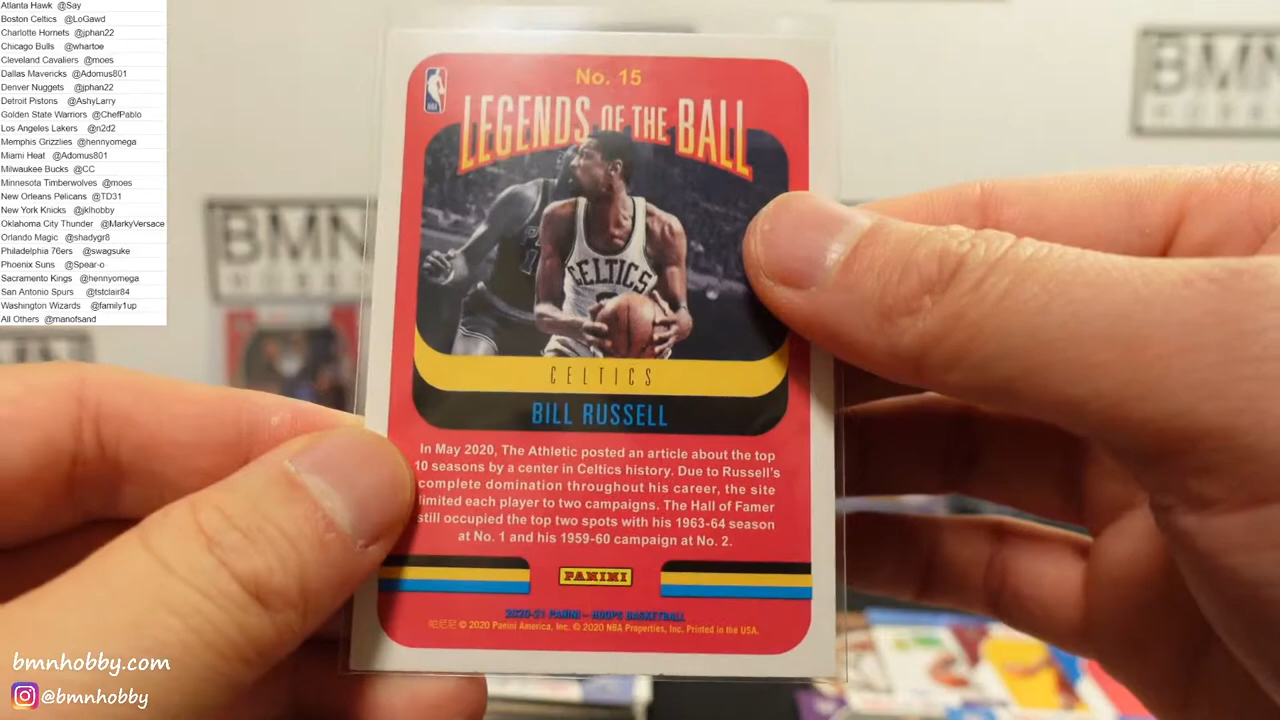 Atlanta Hawk @Say
Boston Celtics @LoGawd
Charlotte Hornets @jphan22
Chicago Bulls @whartoe
Cleveland Cavaliers @moes
Dallas Mavericks @Adomus801
Denver Nuggets @jphan22
Detroit Pistons @AshyLarry
Golden State Warriors @ChefPablo
Los Angeles Lakers @n2d2
Memphis Grizzlies @hennyomega
Miami Heat @Adomus801
Milwaukee Bucks @CC
Minnesota Timberwolves @moes
New Orleans Pelicans @TD31
New York Knicks @jklhobby
Oklahoma City Thunder @MarkyVersace
Orlando Magic @shadygr8
Philadelphia 76ers @swagsuke
Phoenix Suns @Spear-o
Sacramento Kings @hennyomega
San Antonio Spurs @tstclair84
Washington Wizards @family1up
All Others @manofsand
BMN
BMN
No. 15
NBA
LEGENDS OF THE BALL
CELTICS
CELTICS
BILL RUSSELL
In May 2020, The Athletic posted an article about the top
10 seasons by a center in Celtics history. Due to Russell's
complete domination throughout his career, the site
limited each player to two campaigns. The Hall of Famer
still occupied the top two spots with his 1963-64 season
at No. 1 and his 1959-60 campaign at No. 2.
PANINI
2020-21 PANINI – HOOPS BASKETBALL
© 2020 Panini America, Inc. © 2020 NBA Properties, Inc. Printed in the USA.
bmnhobby.com
@bmnhobby